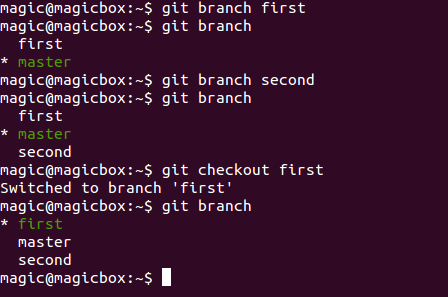 magic@magicbox:~$ git branch first
magic@magicbox:~$ git branch
  first
* master
magic@magicbox:~$ git branch second
magic@magicbox:~$ git branch
  first
* master
  second
magic@magicbox:~$ git checkout first
Switched to branch 'first'
magic@magicbox:~$ git branch
* first
  master
  second
magic@magicbox:~$